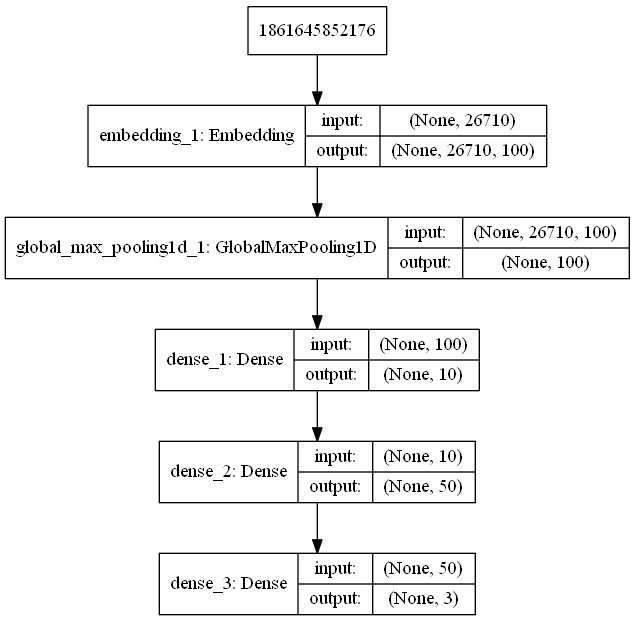 1861645852176
embedding_1: Embedding
input:
(None, 26710)
output:
(None, 26710, 100)
global_max_pooling1d_1: GlobalMaxPooling1D
input:
(None, 26710, 100)
output:
(None, 100)
dense_1: Dense
input:
(None, 100)
output:
(None, 10)
dense_2: Dense
input:
(None, 10)
output:
(None, 50)
dense_3: Dense
input:
(None, 50)
output:
(None, 3)